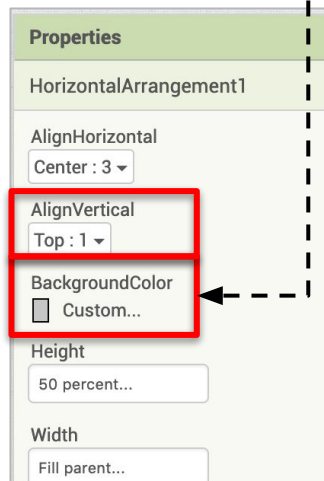 Properties
HorizontalArrangement1
AlignHorizontal
Center : 3
AlignVertical
Top : 1
BackgroundColor
Custom...
Height
50 percent...
Width
Fill parent...